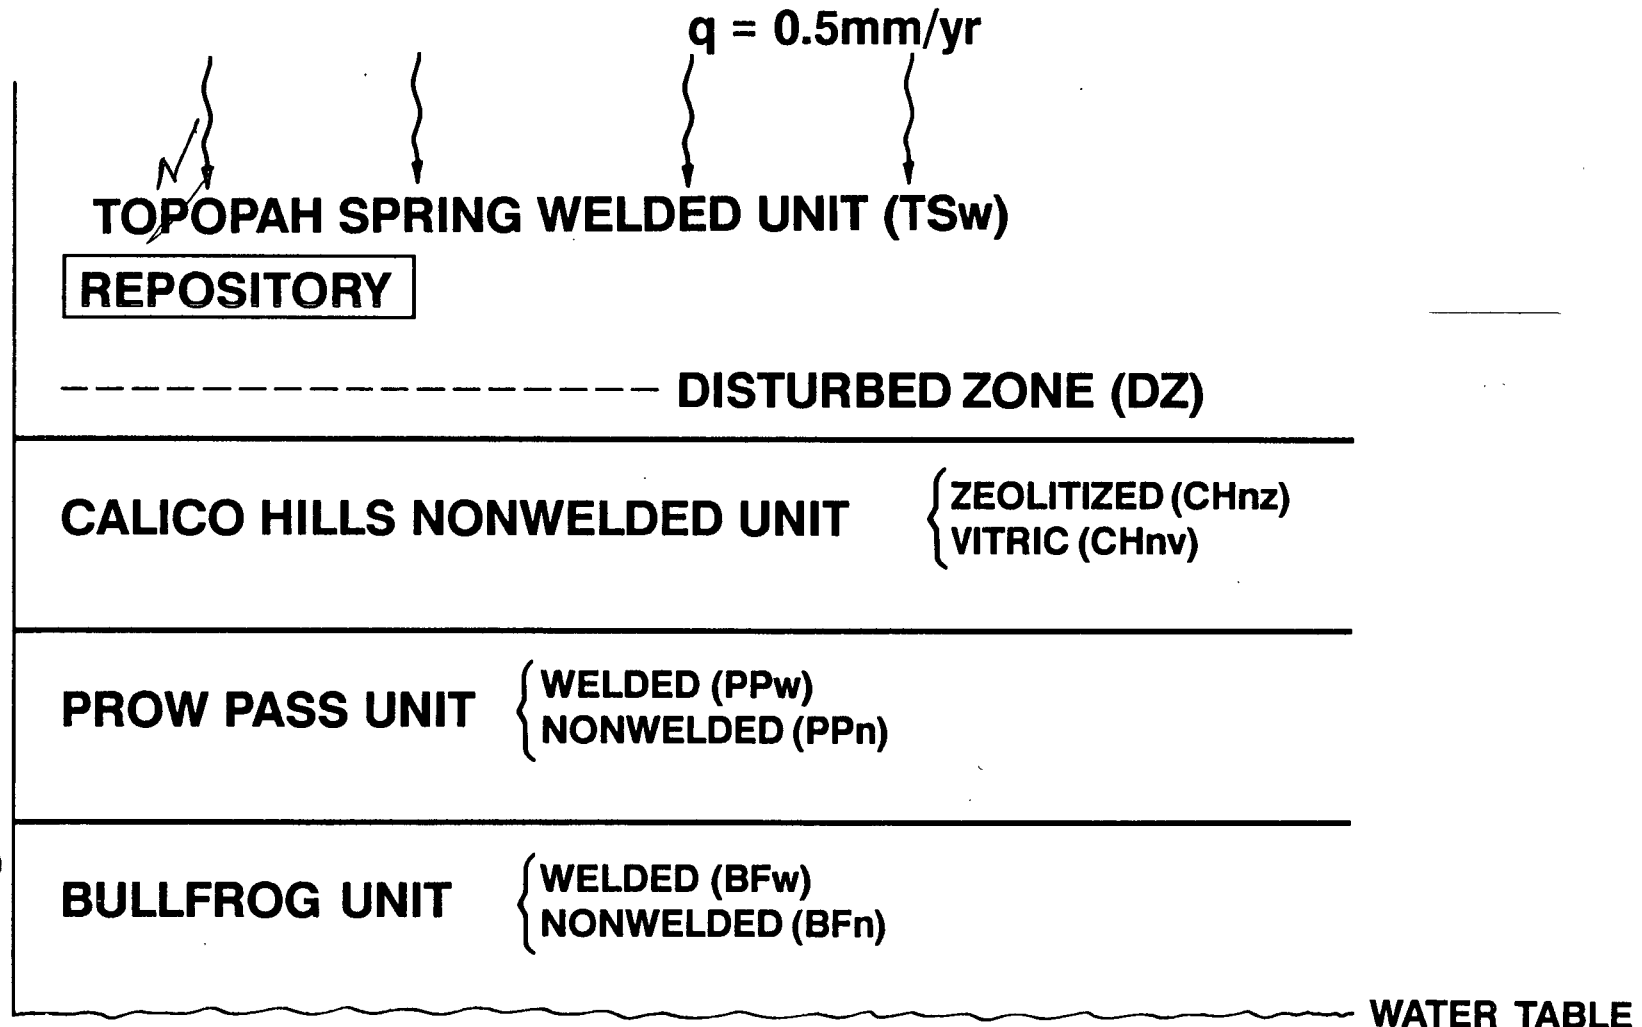 q = 0.5mm/yr
TOPOPAH SPRING WELDED UNIT (TSw)
REPOSITORY
DISTURBED ZONE (DZ)
CALICO HILLS NONWELDED UNIT
ZEOLITIZED (CHnz)
VITRIC (CHnv)
PROW PASS UNIT
WELDED (PPw)
NONWELDED (PPn)
BULLFROG UNIT
WELDED (BFw)
NONWELDED (BFn)
WATER TABLE